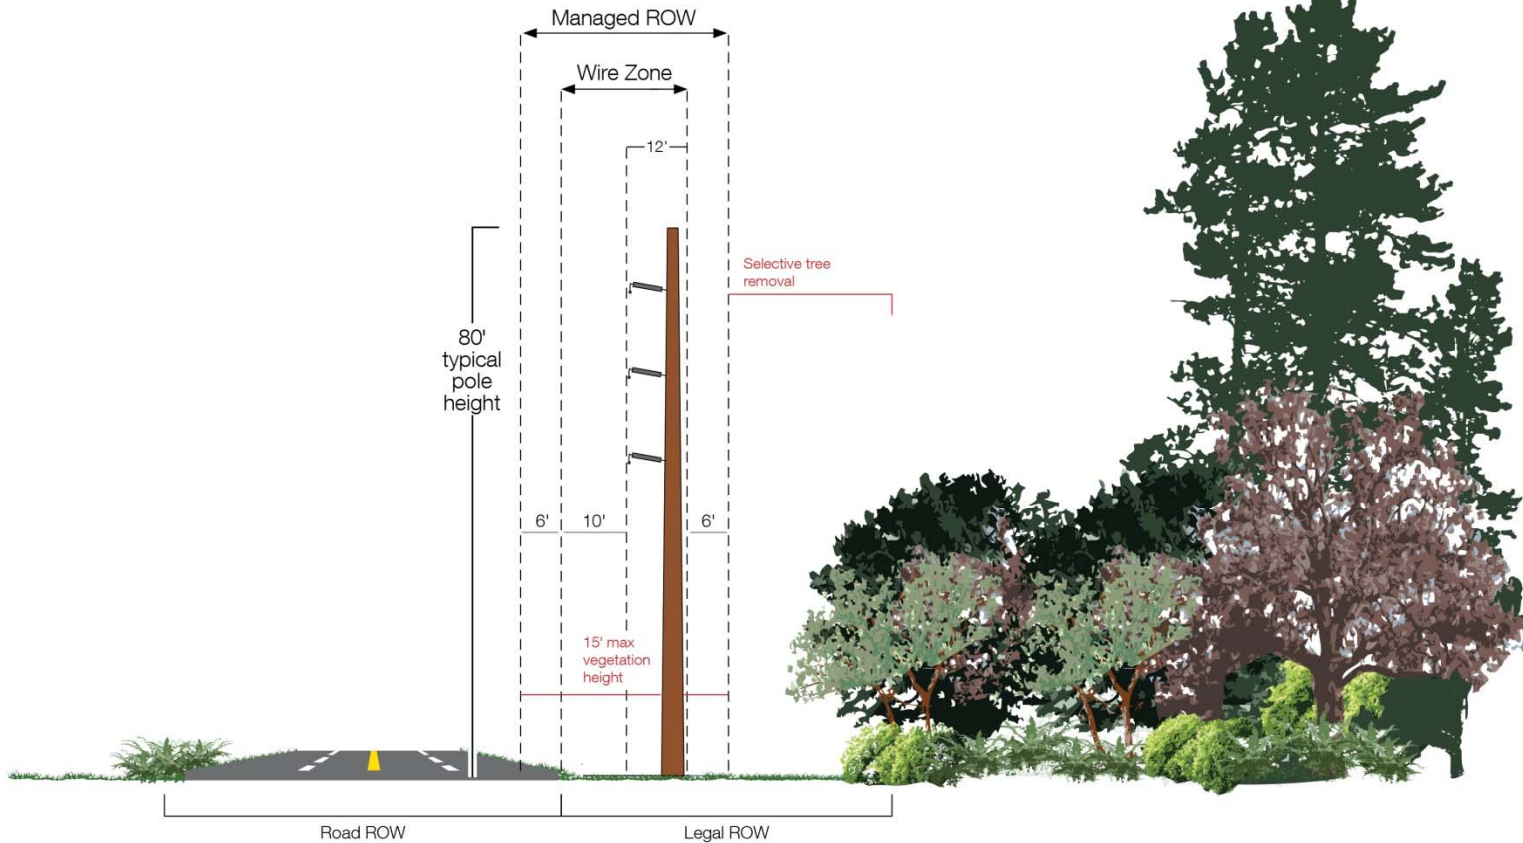 Managed ROW
Wire Zone
12'
Selective tree
removal
80'
typical
pole
height
6'
10'
6'
15' max
vegetation
height
Road ROW
Legal ROW